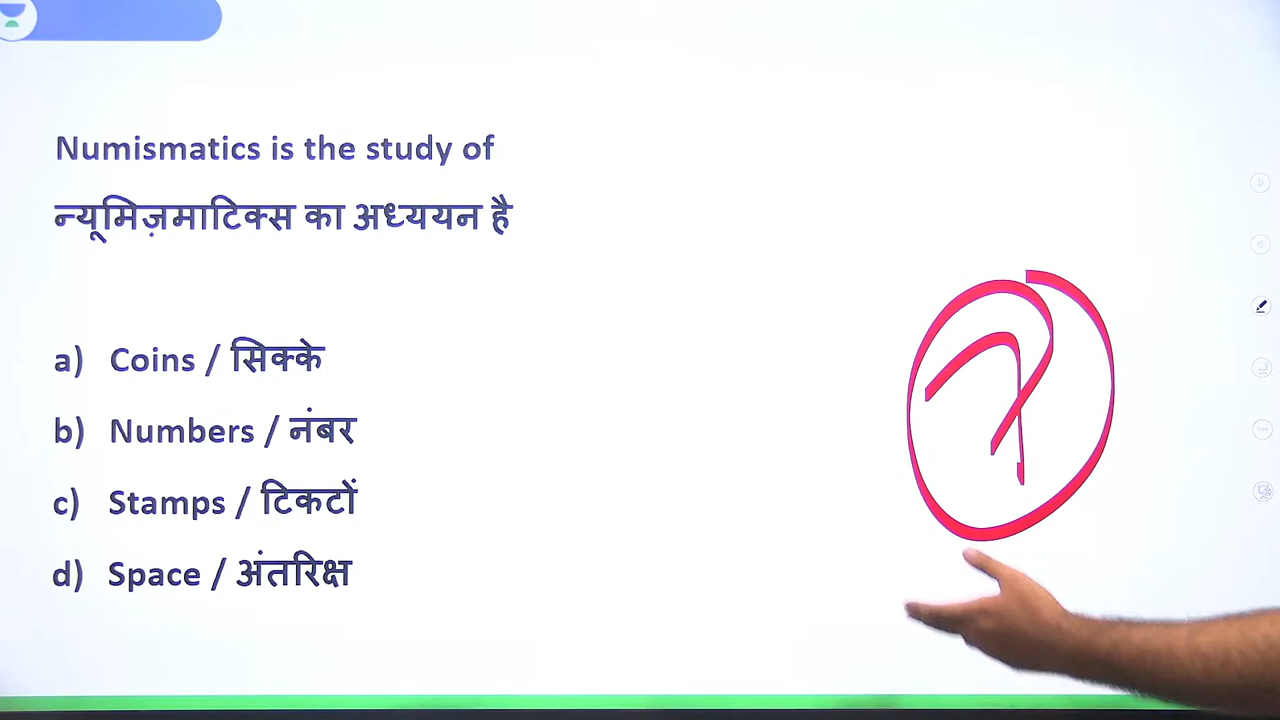 Numismatics is the study of
न्यूमिज़माटिक्स का अध्ययन है
a) Coins / सिक्के
b) Numbers / नंबर
c) Stamps / टिकटों
d) Space / अंतरिक्ष